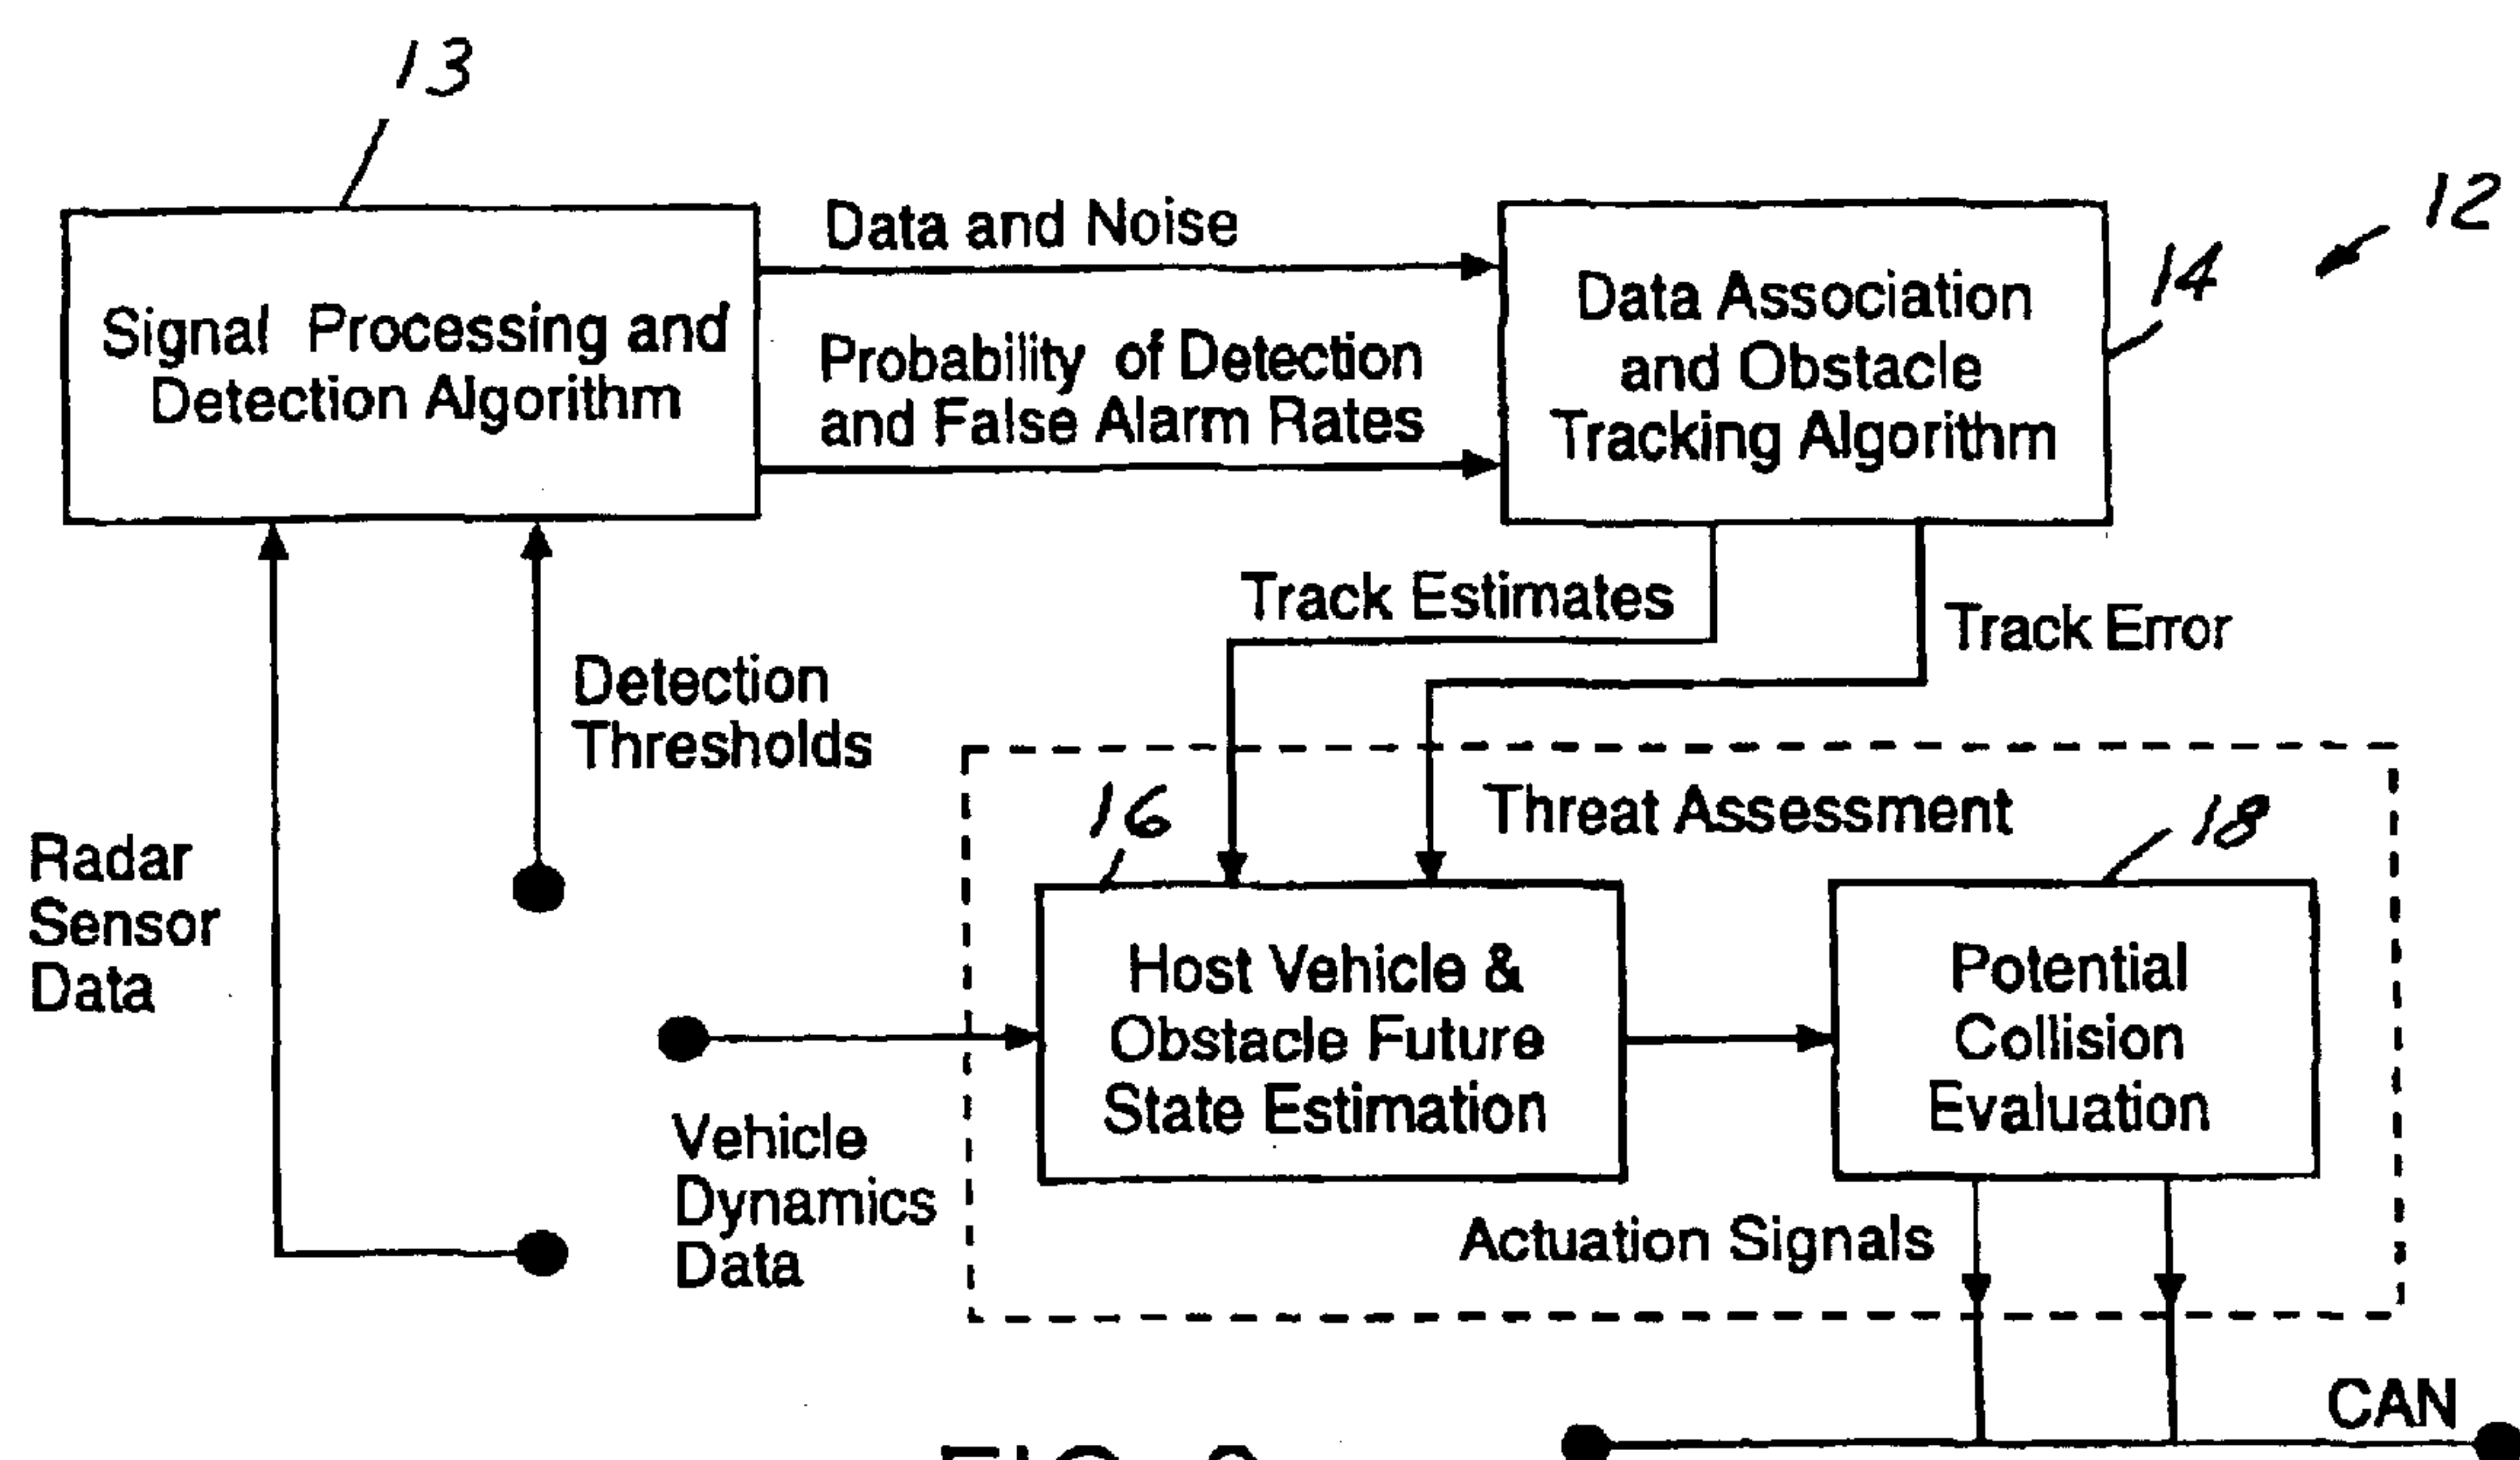 13
12
Data and Noise
14
Signal Processing and
Detection Algorithm
Probability of Detection
and False Alarm Rates
Data Association
and Obstacle
Tracking Algorithm
Track Estimates
Track Error
Detection
Thresholds
Radar
Sensor
Data
16
Threat Assessment
18
Host Vehicle &
Obstacle Future
State Estimation
Potential
Collision
Evaluation
Vehicle
Dynamics
Data
Actuation Signals
CAN